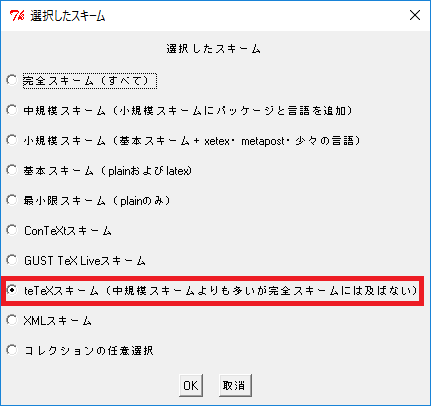 選択したスキーム
選択したスキーム
完全スキーム（すべて）
中規模スキーム（小規模スキームにパッケージと言語を追加）
小規模スキーム（基本スキーム + xetex・ metapost・ 少々の言語）
基本スキーム（plainおよびlatex）
最小限スキーム（plainのみ）
ConTeXtスキーム
GUST TeX Liveスキーム
teTeXスキーム（中規模スキームよりも多いが完全スキームには及ばない）
XMLスキーム
コレクションの任意選択
OK 取消